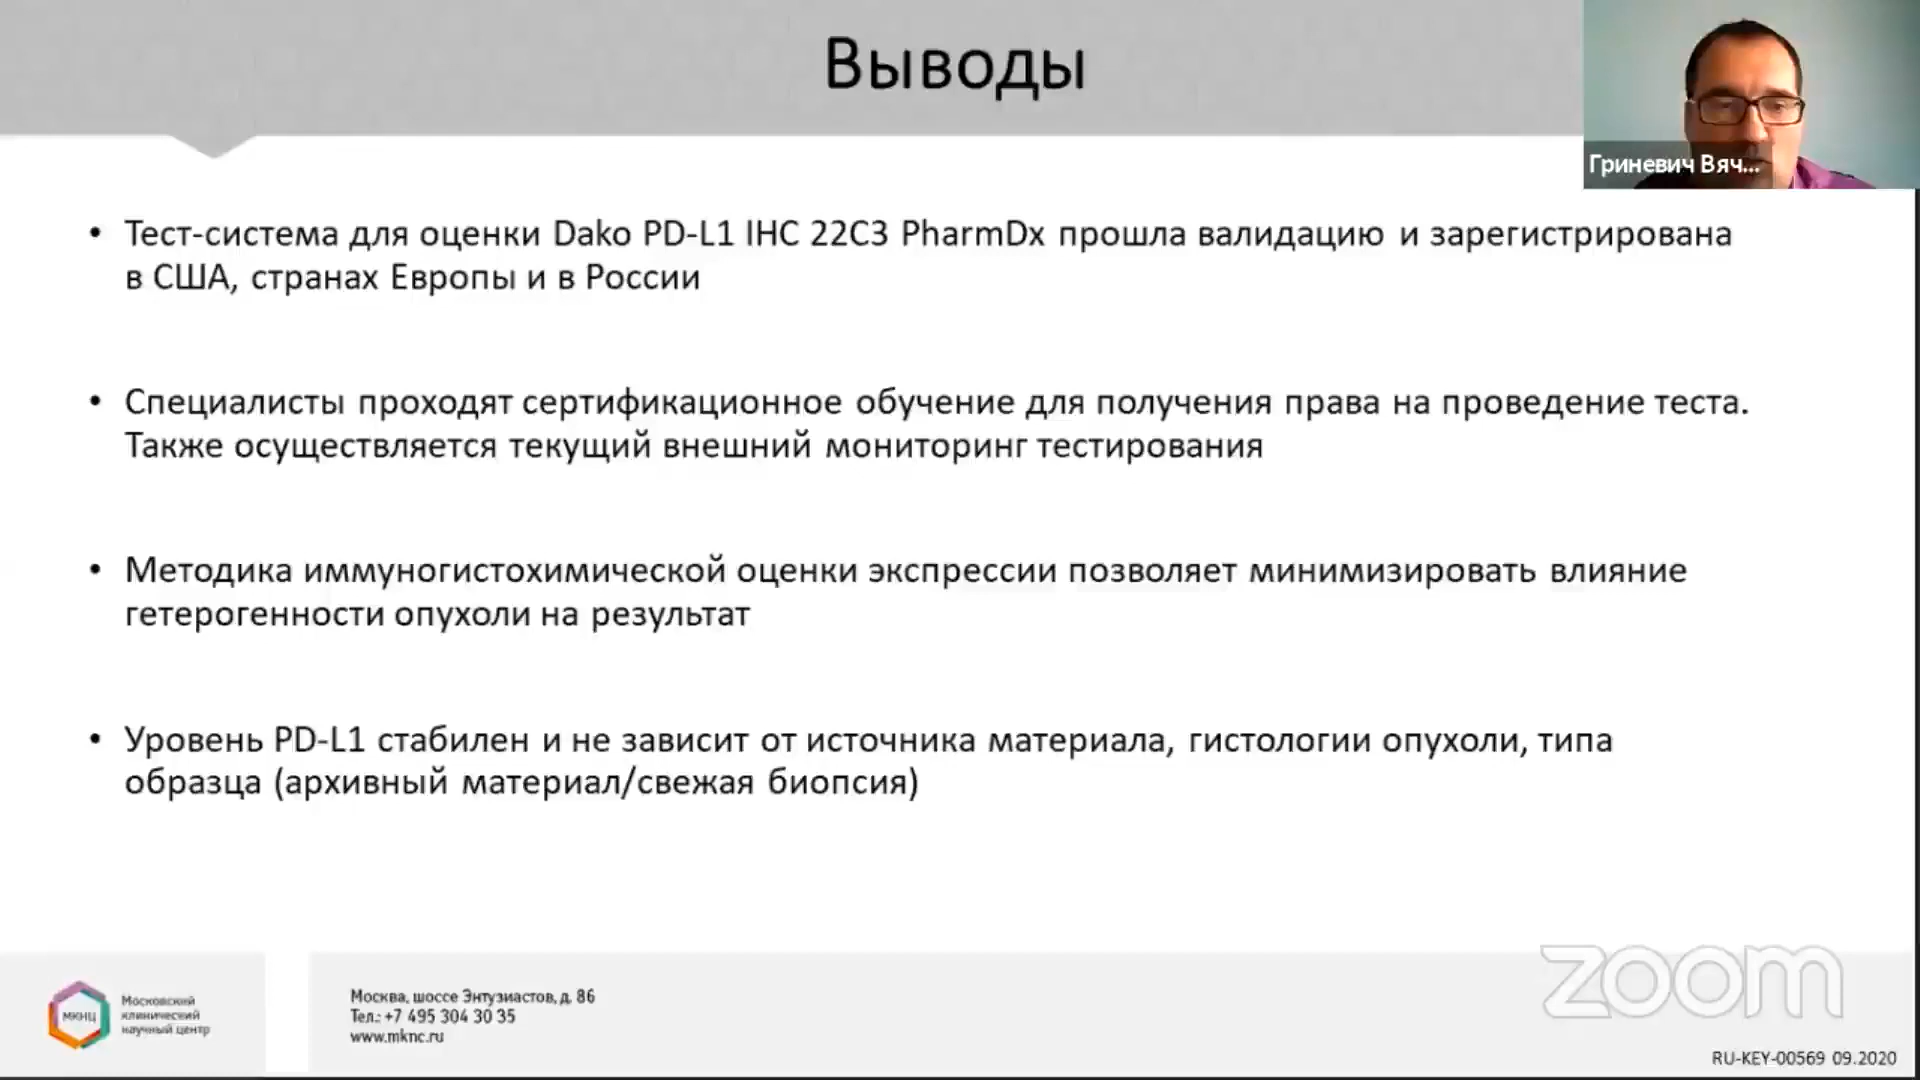 Выводы
Гриневич Вяч...
• Тест-система для оценки Dako PD-L1 IHC 22C3 PharmDx прошла валидацию и зарегистрирована
в США, странах Европы и в России
• Специалисты проходят сертификационное обучение для получения права на проведение теста.
Также осуществляется текущий внешний мониторинг тестирования
• Методика иммуногистохимической оценки экспрессии позволяет минимизировать влияние
гетерогенности опухоли на результат
• Уровень PD-L1 стабилен и не зависит от источника материала, гистологии опухоли, типа
образца (архивный материал/свежая биопсия)
МКНЦ
Московский
клинический
научный центр
Москва, шоссе Энтузиастов, д. 86
Тел.: +7 495 304 30 35
www.mknc.ru
zoom
RU-KEY-00569 09.2020